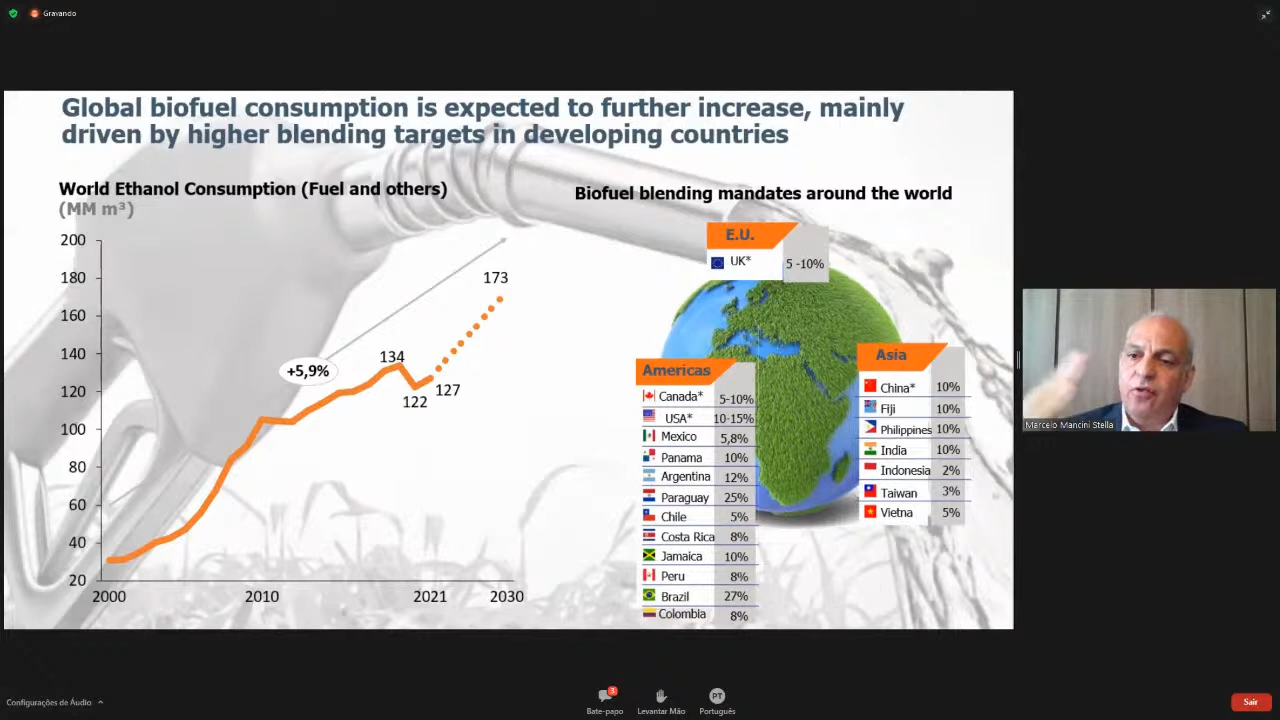 Gravando
Global biofuel consumption is expected to further increase, mainly
driven by higher blending targets in developing countries
World Ethanol Consumption (Fuel and others)
(MM m³)
200
180
160
140
120
100
80
60
40
20
2000
2010
2021
2030
+5,9%
134
122
127
173
Biofuel blending mandates around the world
E.U.
UK* 5 -10%
Americas
Canada* 5-10%
USA* 10-15%
Mexico 5,8%
Panama 10%
Argentina 12%
Paraguay 25%
Chile 5%
Costa Rica 8%
Jamaica 10%
Peru 8%
Brazil 27%
Colombia 8%
Asia
China* 10%
Fiji 10%
Philippines 10%
India 10%
Indonesia 2%
Taiwan 3%
Vietna 5%
Marcelo Mancini Stella
Configurações de Áudio
3
Bate-papo
Levantar Mão
PT
Português
Sair